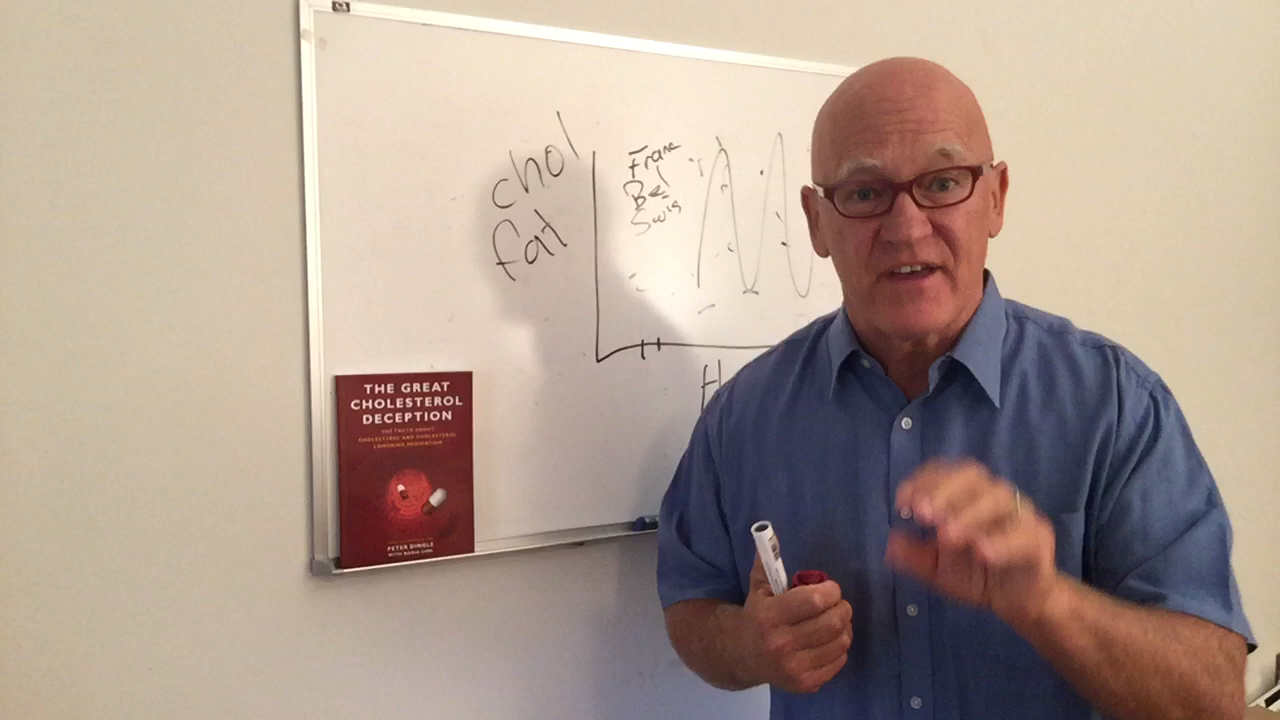 chol
fat
Franc
Bel
Swis
THE GREAT
CHOLESTEROL
DECEPTION
THE TRUTH ABOUT
CHOLESTEROL AND CHOLESTEROL
LOWERING MEDICATION
PETER DINGLE